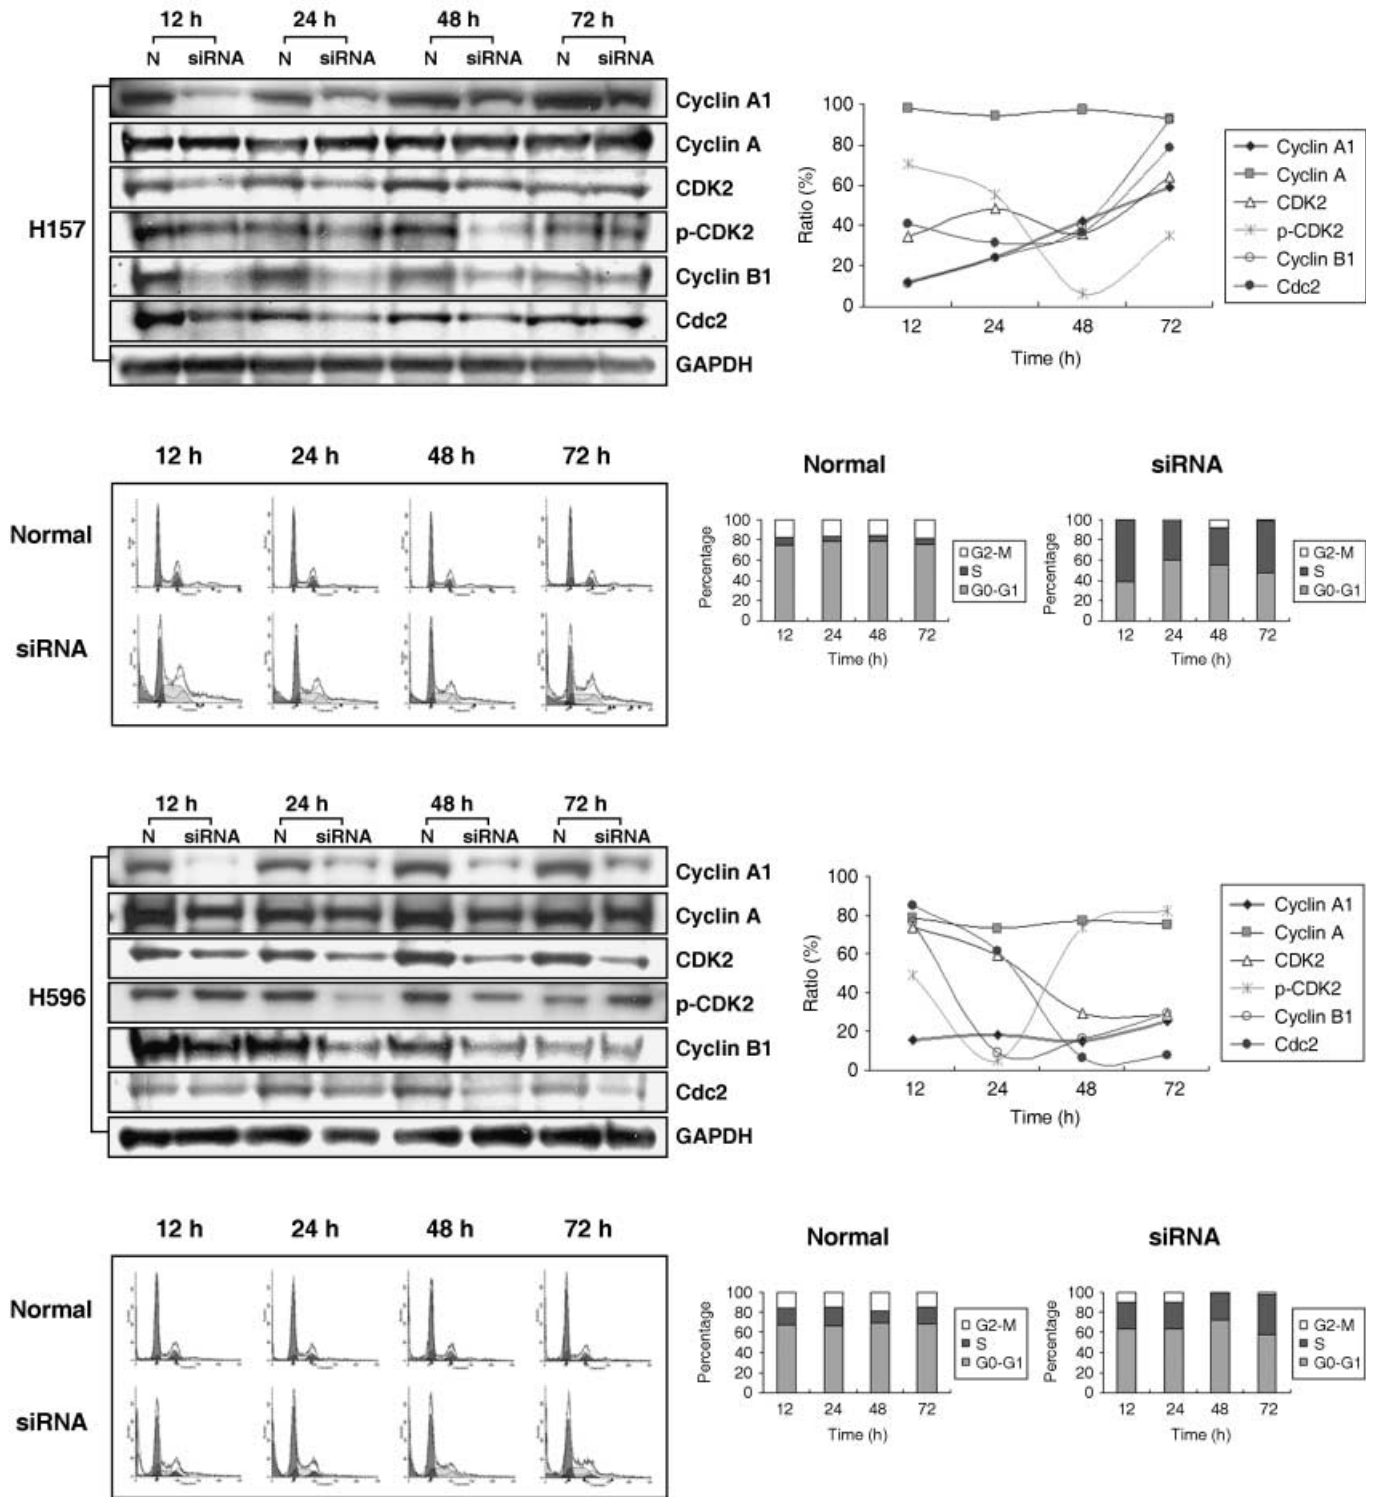 12 h 24 h 48 h 72 h
N siRNA N siRNA N siRNA N siRNA
H157
Cyclin A1
Cyclin A
CDK2
p-CDK2
Cyclin B1
Cdc2
GAPDH
Ratio (%)
100
80
60
40
20
0
12 24 48 72
Time (h)
Cyclin A1
Cyclin A
CDK2
p-CDK2
Cyclin B1
Cdc2
12 h 24 h 48 h 72 h
Normal
siRNA
Normal
Percentage
100
80
60
40
20
0
12 24 48 72
Time (h)
G2-M
S
G0-G1
siRNA
Percentage
100
80
60
40
20
0
12 24 48 72
Time (h)
G2-M
S
G0-G1
12 h 24 h 48 h 72 h
N siRNA N siRNA N siRNA N siRNA
H596
Cyclin A1
Cyclin A
CDK2
p-CDK2
Cyclin B1
Cdc2
GAPDH
Ratio (%)
100
80
60
40
20
0
12 24 48 72
Time (h)
Cyclin A1
Cyclin A
CDK2
p-CDK2
Cyclin B1
Cdc2
12 h 24 h 48 h 72 h
Normal
siRNA
Normal
Percentage
100
80
60
40
20
0
12 24 48 72
Time (h)
G2-M
S
G0-G1
siRNA
Percentage
100
80
60
40
20
0
12 24 48 72
Time (h)
G2-M
S
G0-G1